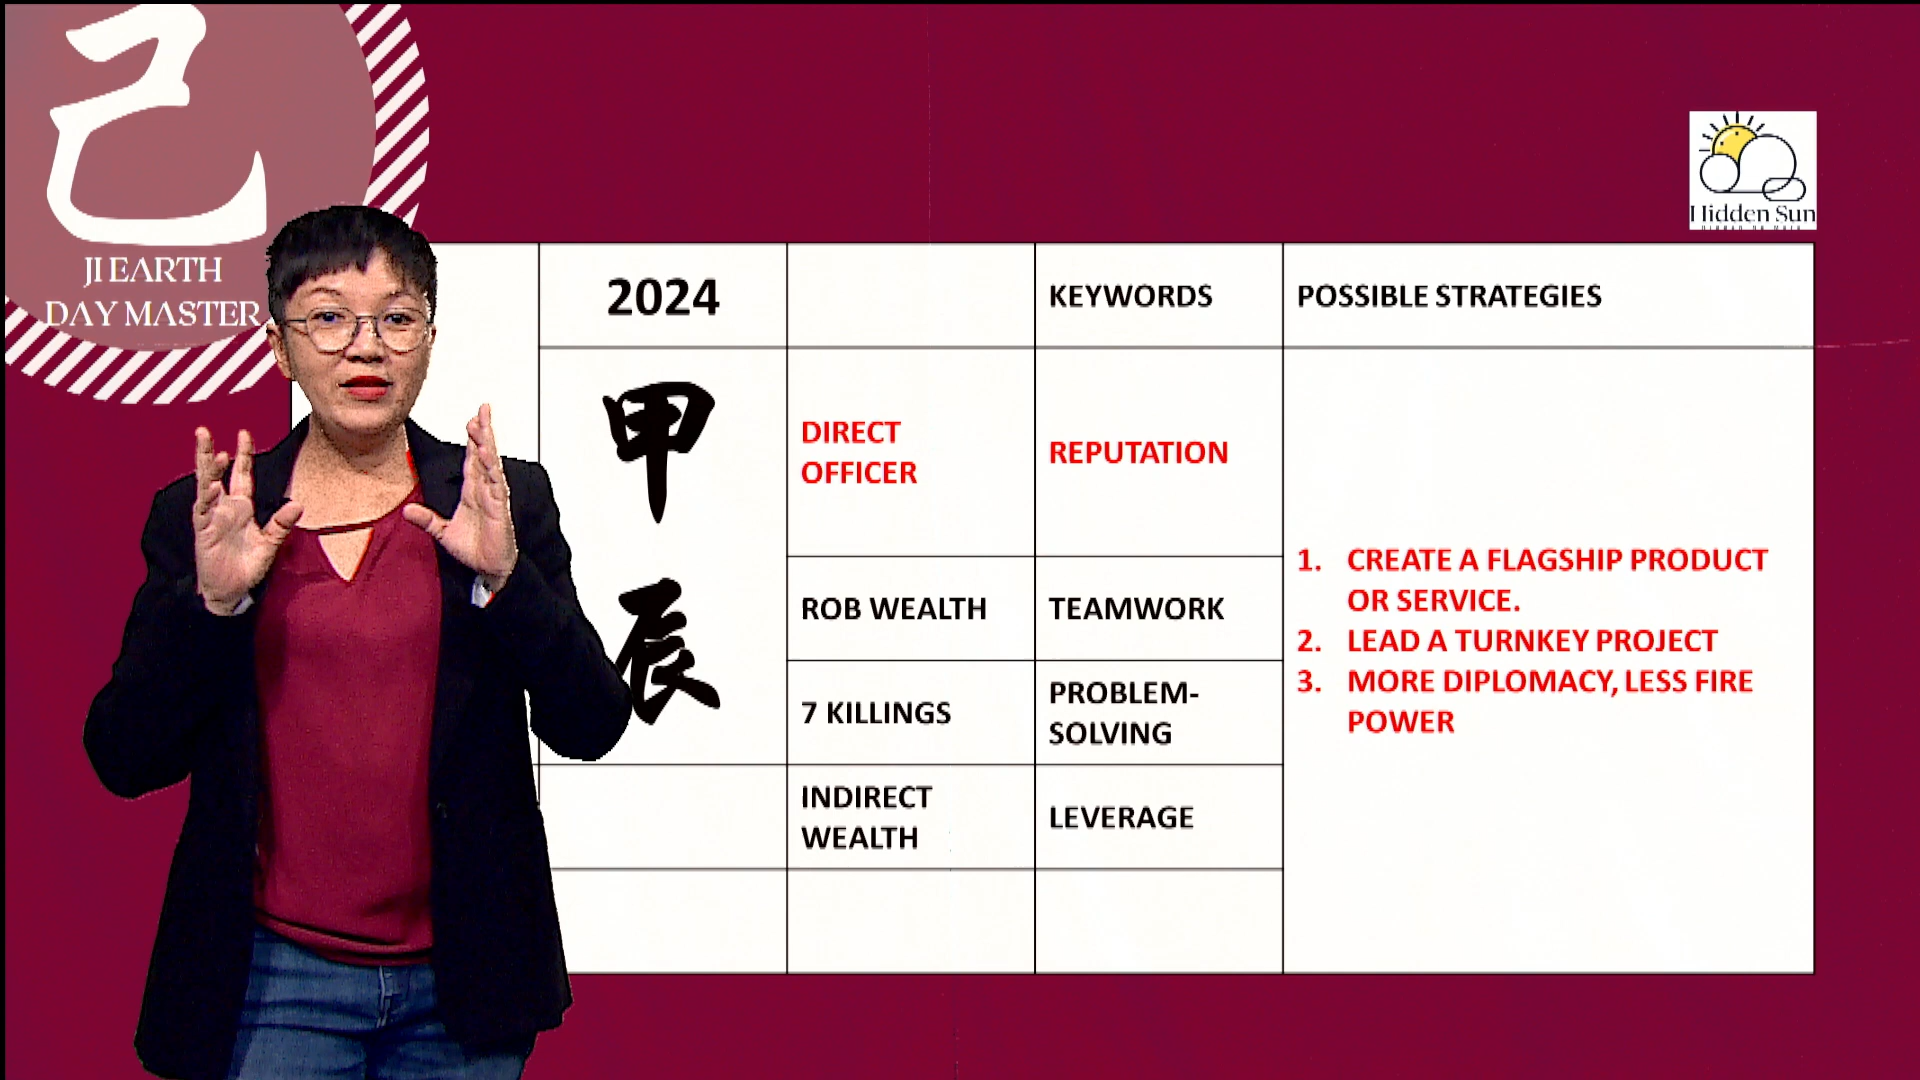 己
JI EARTH
DAY MASTER
Hidden Sun
2024
KEYWORDS
POSSIBLE STRATEGIES
甲
辰
DIRECT
OFFICER
REPUTATION
ROB WEALTH
TEAMWORK
7 KILLINGS
PROBLEM-
SOLVING
INDIRECT
WEALTH
LEVERAGE
1. CREATE A FLAGSHIP PRODUCT
OR SERVICE.
2. LEAD A TURNKEY PROJECT
3. MORE DIPLOMACY, LESS FIRE
POWER